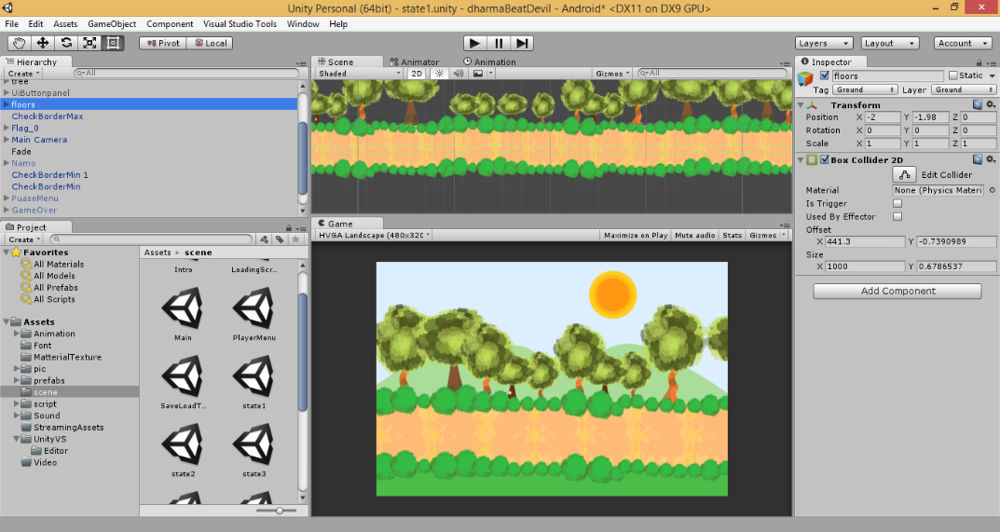 Unity Personal (64bit) - state1.unity - dharmaBeatDevil - Android* <DX11 on DX9 GPU>
File Edit Assets GameObject Component Visual Studio Tools Window Help
Pivot Local Layers Layout Account
Hierarchy
Create All
tree
UiButtonpanel
floors
CheckBorderMax
Flag_0
Main Camera
Fade
Namo
CheckBorderMin 1
CheckBorderMin
PuaseMenu
GameOver
Scene Animator Animation
Shaded 2D Gizmos All
Game
HVGA Landscape (480x320) Maximize on Play Mute audio Stats Gizmos
Project
Create
Favorites
All Materials
All Models
All Prefabs
All Scripts
Assets
Animation
Font
MatterialTexture
pic
prefabs
scene
script
Sound
StreamingAssets
UnityVS
Editor
Video
Assets scene
Intro LoadingScr...
Main PlayerMenu
SaveLoadT... state1
state2 state3
Inspector
floors Static
Tag Ground Layer Ground
Transform
Position X -2 Y -1.98 Z 0
Rotation X 0 Y 0 Z 0
Scale X 1 Y 1 Z 1
Box Collider 2D
Edit Collider
Material None (Physics Materi
Is Trigger
Used By Effector
Offset
X 441.3 Y -0.7390989
Size
X 1000 Y 0.6786537
Add Component